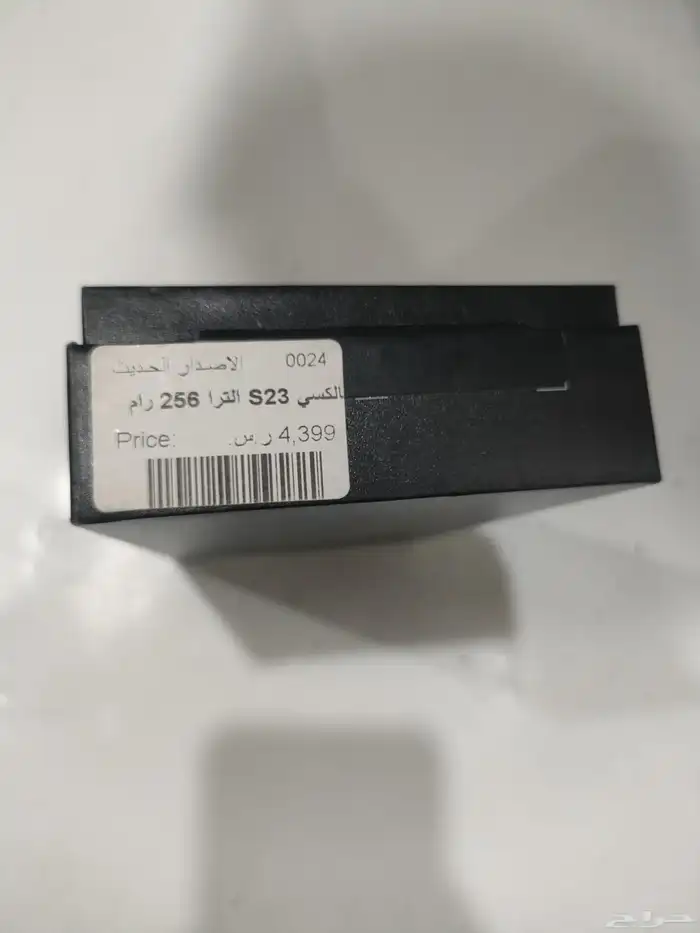 الاصدار الحديث 0024
الكسي S23 الترا 256 رام
Price: 4,399 ر.س.
حراج